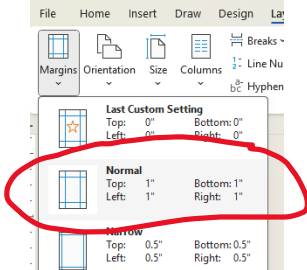 File Home Insert Draw Design Lay
Margins Orientation Size Columns Breaks
Line Nu
Hyphen
Last Custom Setting
Top: 0" Bottom: 0"
Left: 0" Right: 0"
Normal
Top: 1" Bottom: 1"
Left: 1" Right: 1"
Narrow
Top: 0.5" Bottom: 0.5"
Left: 0.5" Right: 0.5"